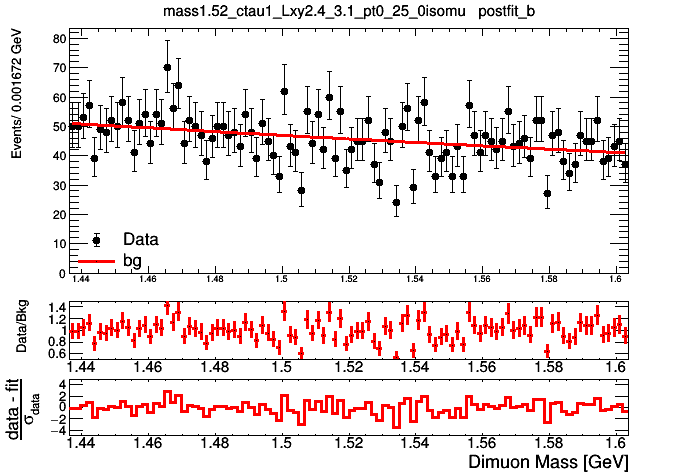 mass1.52_ctau1_Lxy2.4_3.1_pt0_25_0isomu postfit_b
Events/ 0.001672 GeV
80
70
60
50
40
30
20
10
0
Data
bg
1.44 1.46 1.48 1.5 1.52 1.54 1.56 1.58 1.6
Data/Bkg
1.4
1.2
1
0.8
0.6
1.44 1.46 1.48 1.5 1.52 1.54 1.56 1.58 1.6
data - fit
σdata
4
2
0
−2
−4
1.44 1.46 1.48 1.5 1.52 1.54 1.56 1.58 1.6
Dimuon Mass [GeV]